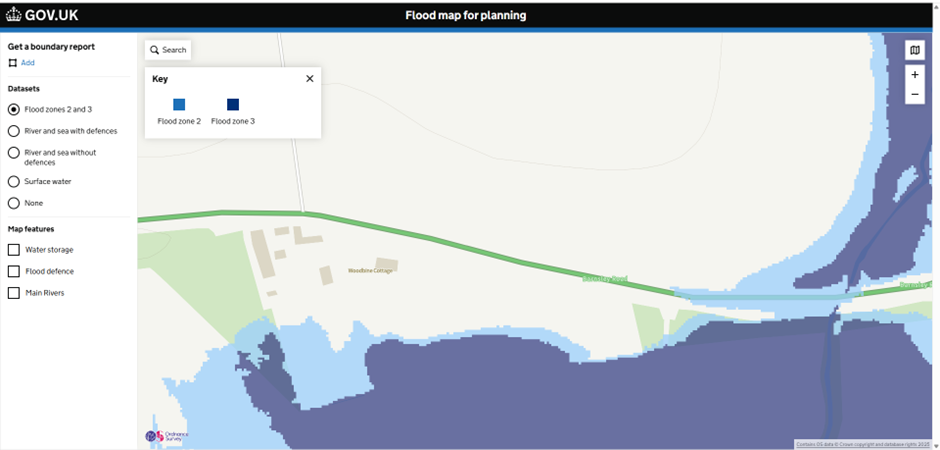 GOV.UK
Flood map for planning
Get a boundary report
Add
Datasets
Flood zones 2 and 3
River and sea with defences
River and sea without
defences
Surface water
None
Map features
Water storage
Flood defence
Main Rivers
Search
Key
Flood zone 2
Flood zone 3
Woodbine Cottage
Road
Ordnance
Survey
Contains OS data © Crown copyright and database rights 2025